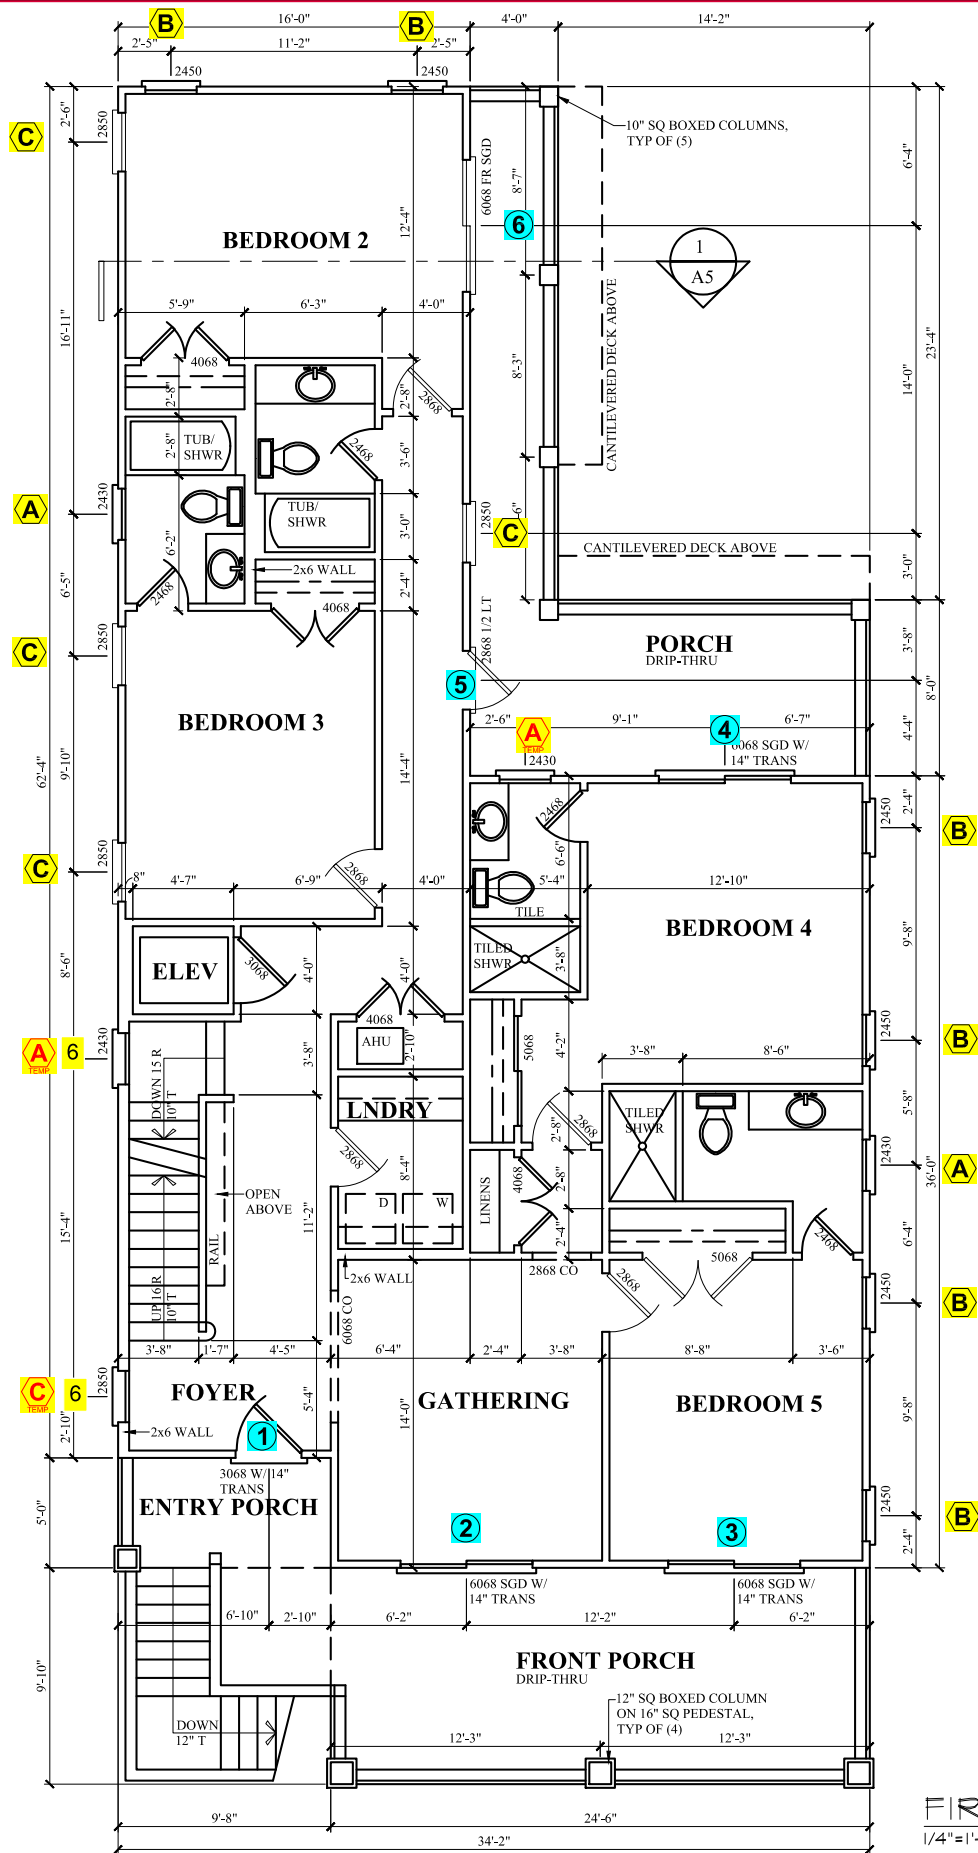 16'-0" 4'-0" 14'-2"
B B
2'-5" 11'-2" 2'-5"
2450 2450
2'-6" 2850
C
10" SQ BOXED COLUMNS,
TYP OF (5)
6068 FR SGD
8'-7"
6'-4"
12'-4"
6
BEDROOM 2
1
A5
5'-9" 6'-3" 4'-0"
16'-11"
CANTILEVERED DECK ABOVE
23'-4"
14'-0"
8'-3"
4068
2868
2'-8" 2'-8"
TUB/
SHWR
2'-8"
2468
3'-6"
A
2430
TUB/
SHWR
3'-0"
2850
C
CANTILEVERED DECK ABOVE
6'-2"
2x6 WALL
2'-4"
3'-0"
6'-5"
2468
4068
2850
C
2868 1/2 LT
PORCH
DRIP-THRU
3'-8"
8'-0"
5
BEDROOM 3
2'-6" 9'-1" 6'-7"
A
TEMP
4
4'-4"
6068 SGD W/
14" TRANS
2430
62'-4"
9'-10"
14'-4"
2468
2450
2'-4"
B
6'-6"
C
2850
8" 4'-7" 6'-9" 2868 4'-0"
5'-4" 12'-10"
TILE
BEDROOM 4
9'-8"
TILED
SHWR
3'-8"
8'-6"
ELEV
3068
4'-0" 4'-0"
4068
AHU
2'-10"
A
TEMP
6
2430
3'-8"
5068
4'-2"
3'-8" 8'-6"
2450
B
DOWN 15 R
10" T
LNDRY
TILED
SHWR
5'-8"
2868
2'-8"
2868
8'-4"
D W
OPEN
ABOVE
RAIL
11'-2"
LINENS
4068
2'-8"
2'-4"
2430
A
36'-0"
15'-4"
UP 16 R
10" T
2x6 WALL
2868 CO
6068 CO
2868
5068
2468
6'-4"
2450
B
3'-8" 1'-7" 4'-5" 6'-4" 2'-4" 3'-8" 8'-8" 3'-6"
C
TEMP
6
2850
FOYER
5'-4"
14'-0"
GATHERING
BEDROOM 5
9'-8"
2'-10"
2x6 WALL
1
3068 W/ 14"
TRANS
ENTRY PORCH
2
3
2450
B
2'-4"
5'-0"
6068 SGD W/
14" TRANS
6068 SGD W/
14" TRANS
6'-10" 2'-10" 6'-2" 12'-2" 6'-2"
9'-10"
FRONT PORCH
DRIP-THRU
DOWN
12" T
12" SQ BOXED COLUMN
ON 16" SQ PEDESTAL,
TYP OF (4)
12'-3" 12'-3"
9'-8" 24'-6"
34'-2"
1/4"=1'-